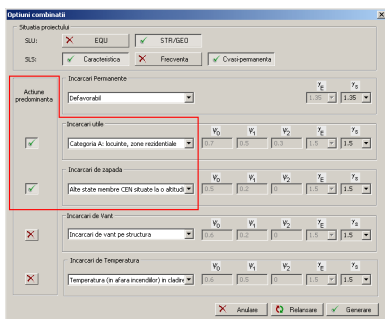 Optiuni combinatii
Situatia proiectului
SLU: EQU STR/GEO
SLS: Caracteristica Frecventa Cvasi-permanenta
Actiune predominanta
Incarcari Permanente
γE γS
Defavorabil 1.35 1.35
Incarcari utile
ψ0 ψ1 ψ2 γE γS
Categoria A: locuinte, zone rezidentiale 0.7 0.5 0.3 1.5 1.5
Incarcari de zapada
ψ0 ψ1 ψ2 γE γS
Alte state membre CEN situate la o altitudi 0.5 0.2 0 1.5 1.5
Incarcari de Vant
ψ0 ψ1 ψ2 γE γS
Incarcari de vant pe structura 0.6 0.2 0 1.5 1.5
Incarcari de Temperatura
ψ0 ψ1 ψ2 γE γS
Temperatura (in afara incendiilor) in cladire 0.6 0.5 0 1.5 1.5
Anulare Relansare Generare